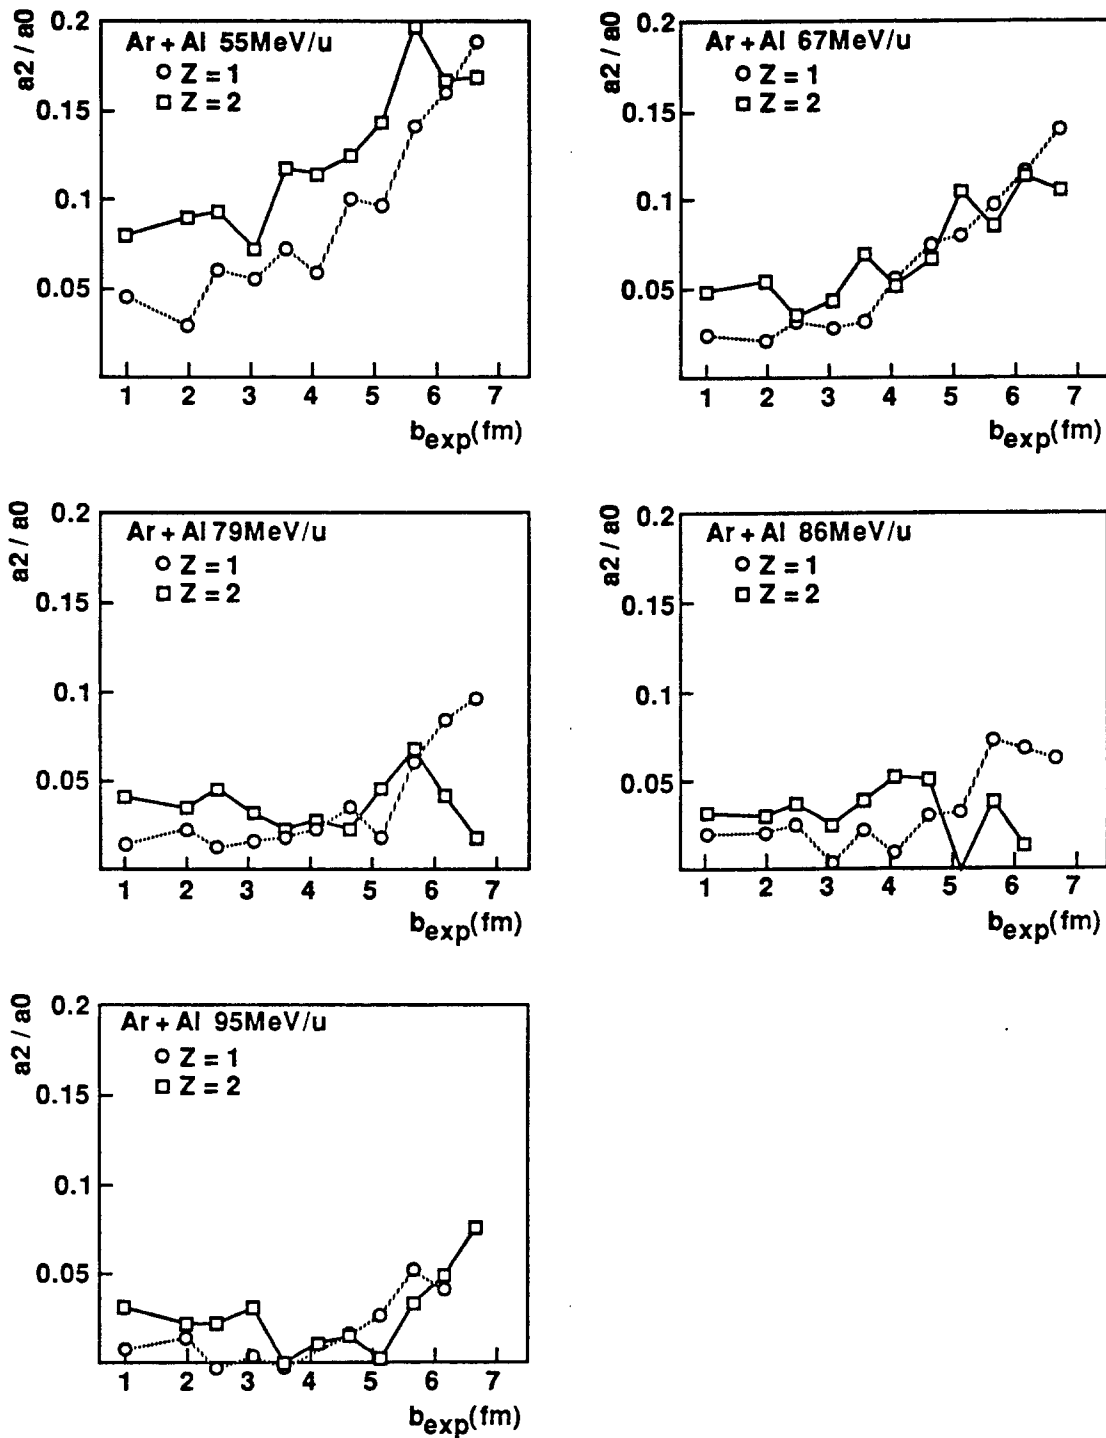 a2 / a0
0.2
0.15
0.1
0.05
Ar + Al 55MeV/u
Z = 1
Z = 2
1 2 3 4 5 6 7
bexp(fm)
a2 / a0
0.2
0.15
0.1
0.05
Ar + Al 67MeV/u
Z = 1
Z = 2
1 2 3 4 5 6 7
bexp(fm)
a2 / a0
0.2
0.15
0.1
0.05
Ar + Al 79MeV/u
Z = 1
Z = 2
1 2 3 4 5 6 7
bexp(fm)
a2 / a0
0.2
0.15
0.1
0.05
Ar + Al 86MeV/u
Z = 1
Z = 2
1 2 3 4 5 6 7
bexp(fm)
a2 / a0
0.2
0.15
0.1
0.05
Ar + Al 95MeV/u
Z = 1
Z = 2
1 2 3 4 5 6 7
bexp(fm)